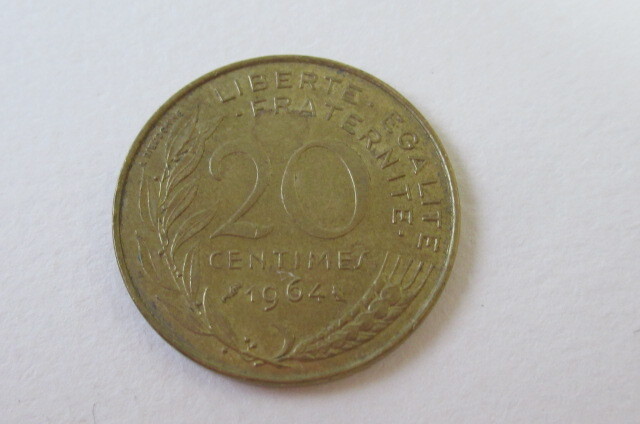 LIBERTE. EGALITE
.FRATERNITE.
20
CENTIMES
1964